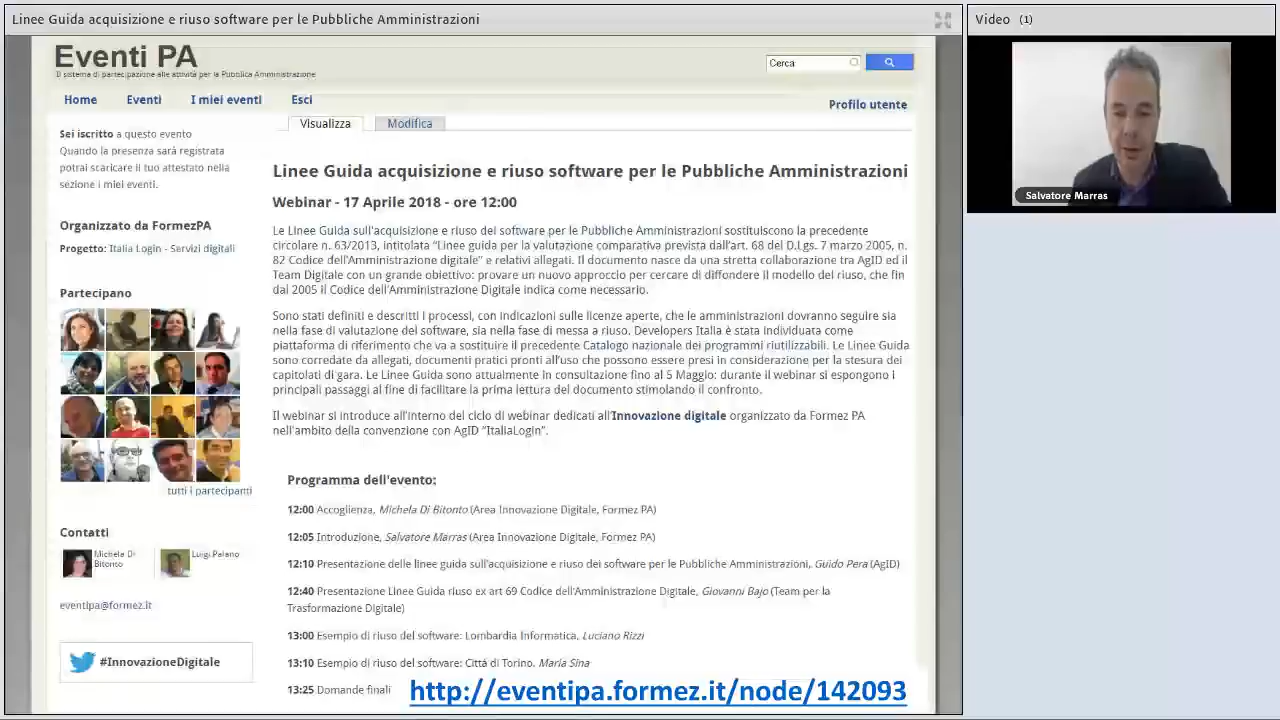 Linee Guida acquisizione e riuso software per le Pubbliche Amministrazioni
Video (1)
Eventi PA
Il sistema di partecipazione alle attività per la Pubblica Amministrazione
Cerca
Home Eventi I miei eventi Esci
Profilo utente
Visualizza Modifica
Sei iscritto a questo evento
Quando la presenza sarà registrata
potrai scaricare il tuo attestato nella
sezione i miei eventi.
Organizzato da FormezPA
Progetto: Italia Login - Servizi digitali
Partecipano
tutti i partecipanti
Contatti
Michela Di
Bitonto
Luigi Palano
eventipa@formez.it
#InnovazioneDigitale
Linee Guida acquisizione e riuso software per le Pubbliche Amministrazioni
Webinar - 17 Aprile 2018 - ore 12:00
Le Linee Guida sull'acquisizione e riuso del software per le Pubbliche Amministrazioni sostituiscono la precedente
circolare n. 63/2013, intitolata “Linee guida per la valutazione comparativa prevista dall’art. 68 del D.Lgs. 7 marzo 2005, n.
82 Codice dell’Amministrazione digitale” e relativi allegati. Il documento nasce da una stretta collaborazione tra AgID ed il
Team Digitale con un grande obiettivo: provare un nuovo approccio per cercare di diffondere il modello del riuso, che fin
dal 2005 il Codice dell’Amministrazione Digitale indica come necessario.
Sono stati definiti e descritti i processi, con indicazioni sulle licenze aperte, che le amministrazioni dovranno seguire sia
nella fase di valutazione del software, sia nella fase di messa a riuso. Developers Italia è stata individuata come
piattaforma di riferimento che va a sostituire il precedente Catalogo nazionale dei programmi riutilizzabili. Le Linee Guida
sono corredate da allegati, documenti pratici pronti all’uso che possono essere presi in considerazione per la stesura dei
capitolati di gara. Le Linee Guida sono attualmente in consultazione fino al 5 Maggio: durante il webinar si espongono i
principali passaggi al fine di facilitare la prima lettura del documento stimolando il confronto.
Il webinar si introduce all'interno del ciclo di webinar dedicati all'Innovazione digitale organizzato da Formez PA
nell'ambito della convenzione con AgID "ItaliaLogin".
Programma dell'evento:
12:00 Accoglienza, Michela Di Bitonto (Area Innovazione Digitale, Formez PA)
12:05 Introduzione, Salvatore Marras (Area Innovazione Digitale, Formez PA)
12:10 Presentazione delle linee guida sull'acquisizione e riuso dei software per le Pubbliche Amministrazioni, Guido Pera (AgID)
12:40 Presentazione Linee Guida riuso ex art 69 Codice dell'Amministrazione Digitale, Giovanni Bajo (Team per la
Trasformazione Digitale)
13:00 Esempio di riuso del software: Lombardia Informatica, Luciano Rizzi
13:10 Esempio di riuso del software: Città di Torino, Maria Sina
13:25 Domande finali
http://eventipa.formez.it/node/142093
Salvatore Marras